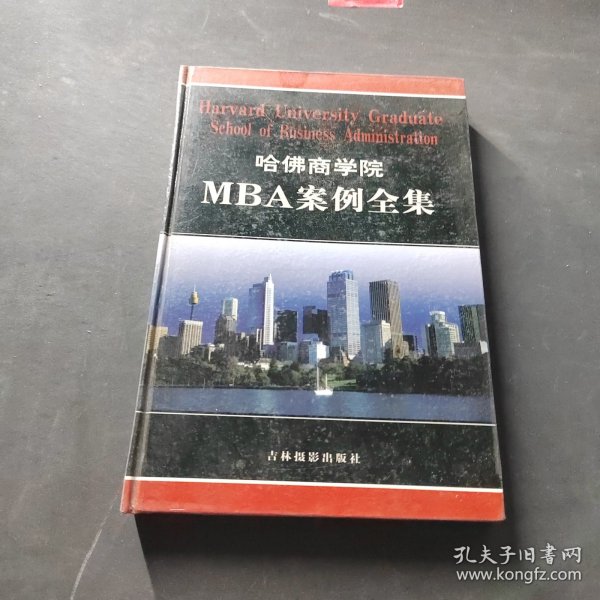 Harvard University Graduate
School of Business Administration
哈佛商学院
MBA案例全集
吉林摄影出版社
孔夫子旧书网
www.kongfz.com